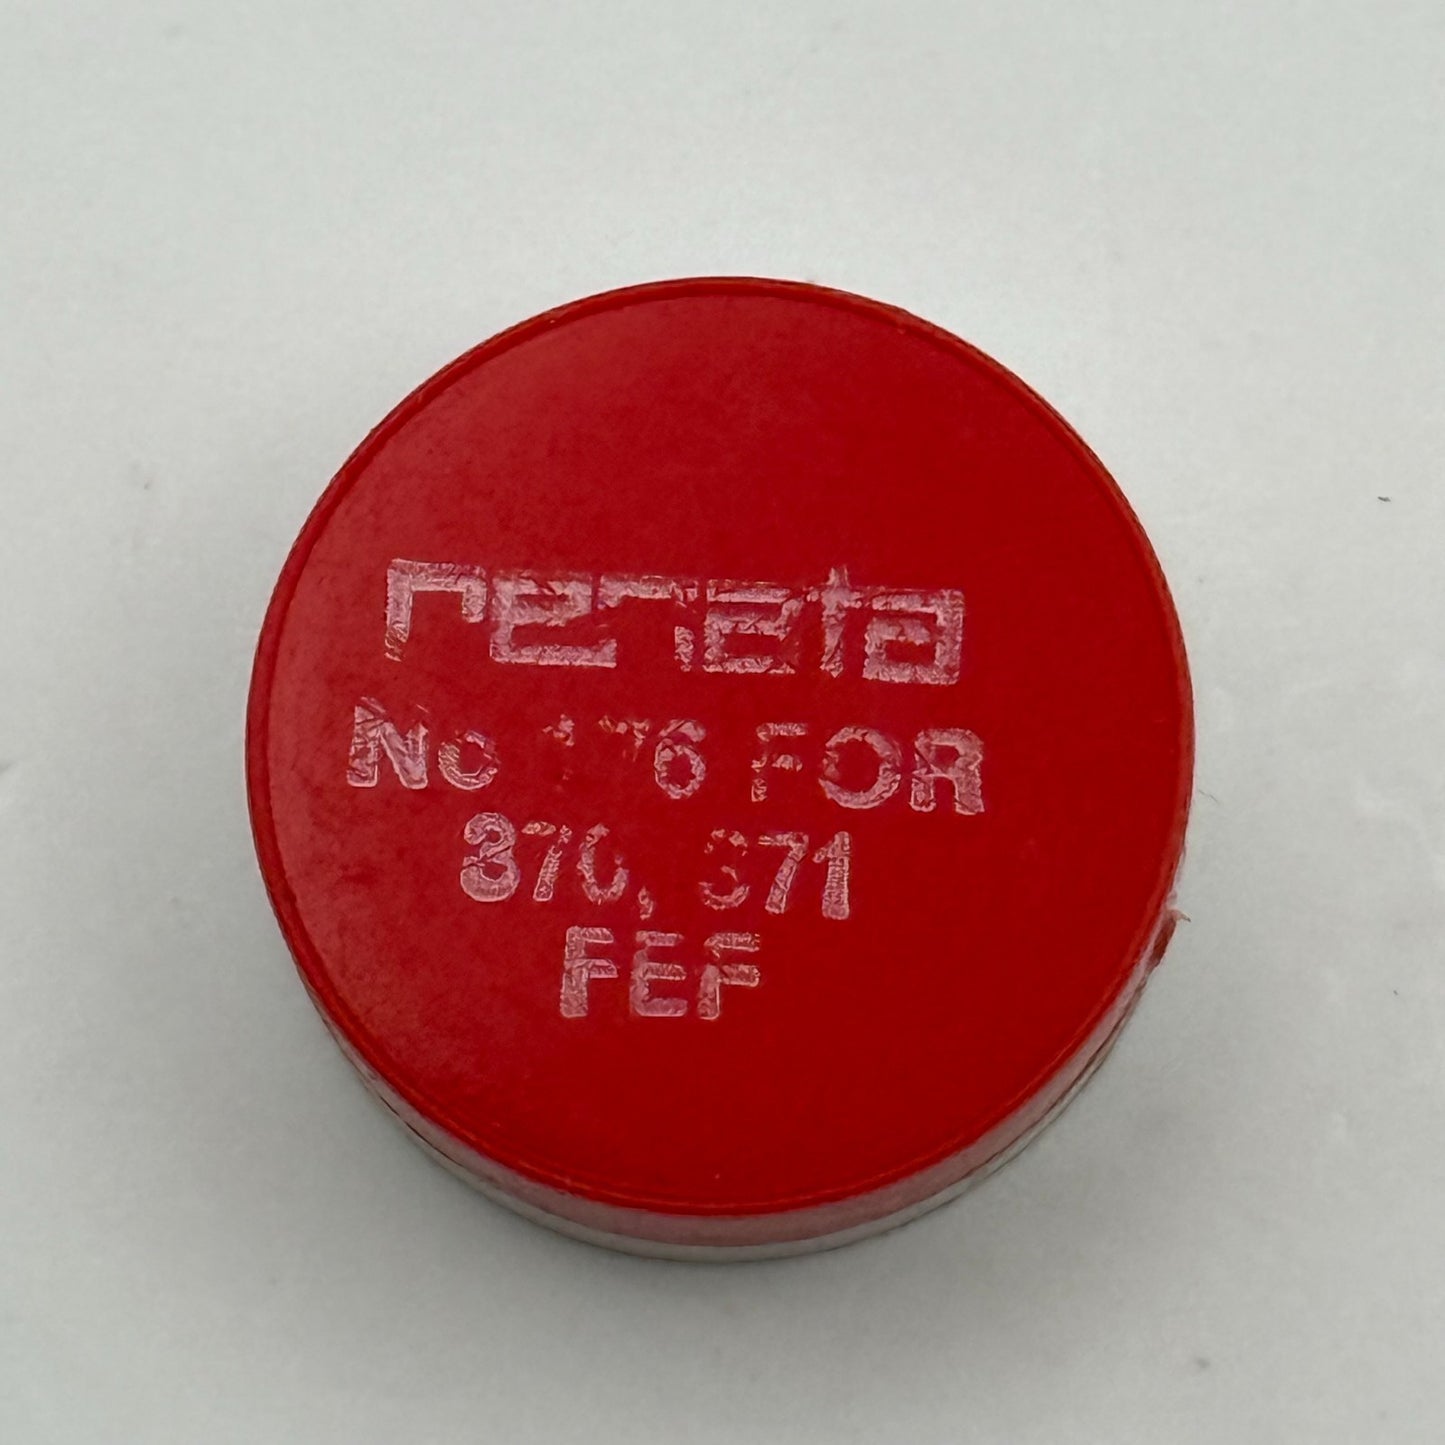 renata
No 176 FOR
370, 371
FEF